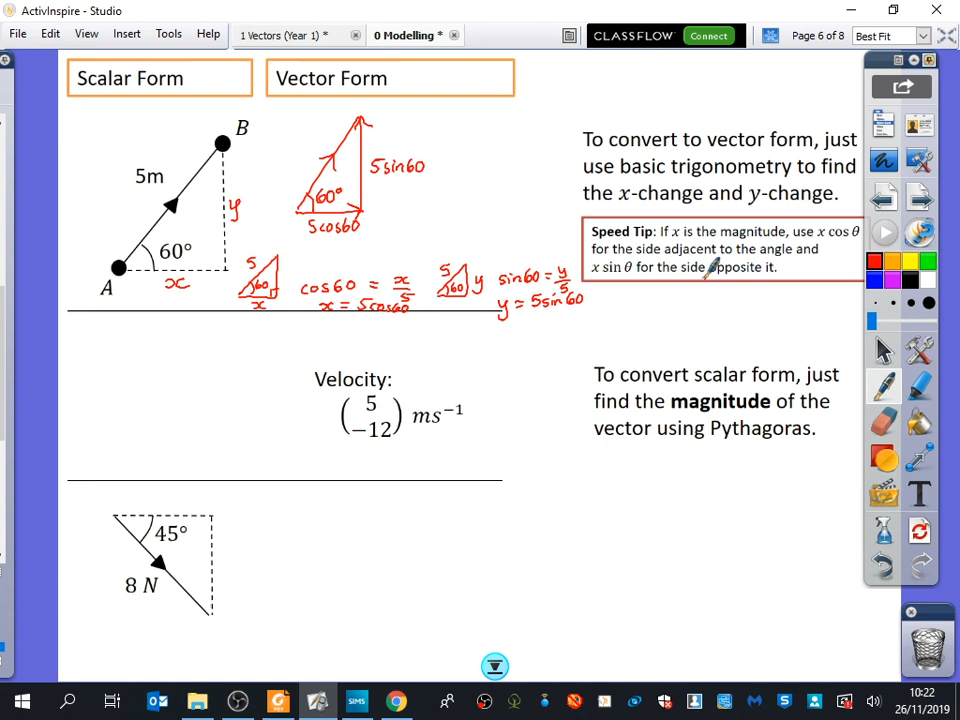 ActivInspire - Studio
File Edit View Insert Tools Help
1 Vectors (Year 1) *
0 Modelling *
CLASSFLOW Connect
Page 6 of 8
Best Fit
Scalar Form
Vector Form
B
5m
y
60°
A
x
60°
5sin60
5cos60
5
60
x
cos60 = x/5
x = 5cos60
5
60
y
sin60 = y/5
y = 5sin60
To convert to vector form, just
use basic trigonometry to find
the x-change and y-change.
Speed Tip: If x is the magnitude, use x cos θ
for the side adjacent to the angle and
x sin θ for the side opposite it.
Velocity:
(5
−12) ms⁻¹
To convert scalar form, just
find the magnitude of the
vector using Pythagoras.
45°
8 N
T
SIMS
10:22
26/11/2019